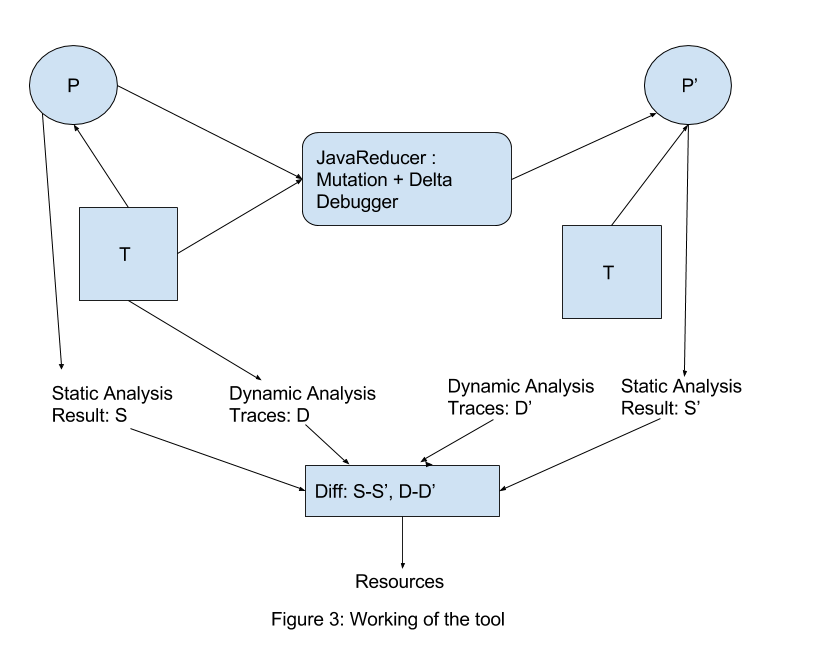 P
P’
JavaReducer :
Mutation + Delta
Debugger
T
T
Static Analysis
Result: S
Dynamic Analysis
Traces: D
Dynamic Analysis
Traces: D’
Static Analysis
Result: S’
Diff: S-S’, D-D’
Resources
Figure 3: Working of the tool